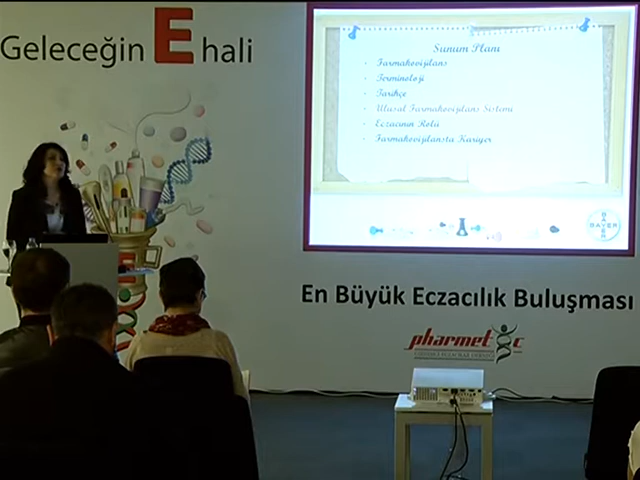 Geleceğin E hali
Sunum Planı
· Farmakovijilans
· Terminoloji
· Tarihçe
· Ulusal Farmakovijilans Sistemi
· Eczacının Rolü
· Farmakovijilansta Kariyer
BAYER
En Büyük Eczacılık Buluşması
pharmetic